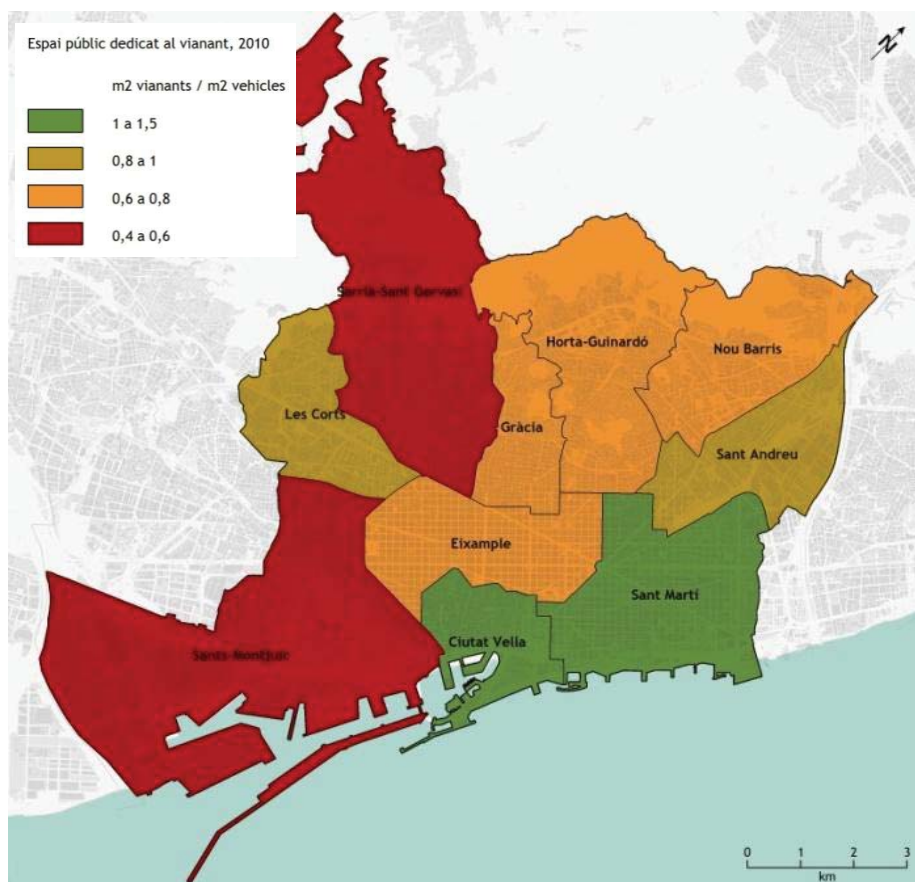 Espai públic dedicat al vianant, 2010
m2 vianants / m2 vehicles
1 a 1,5
0,8 a 1
0,6 a 0,8
0,4 a 0,6
N
Sarrià-Sant Gervasi
Horta-Guinardó
Nou Barris
Les Corts
Gràcia
Sant Andreu
Eixample
Sant Martí
Ciutat Vella
Sants-Montjuïc
0 1 2 3
km